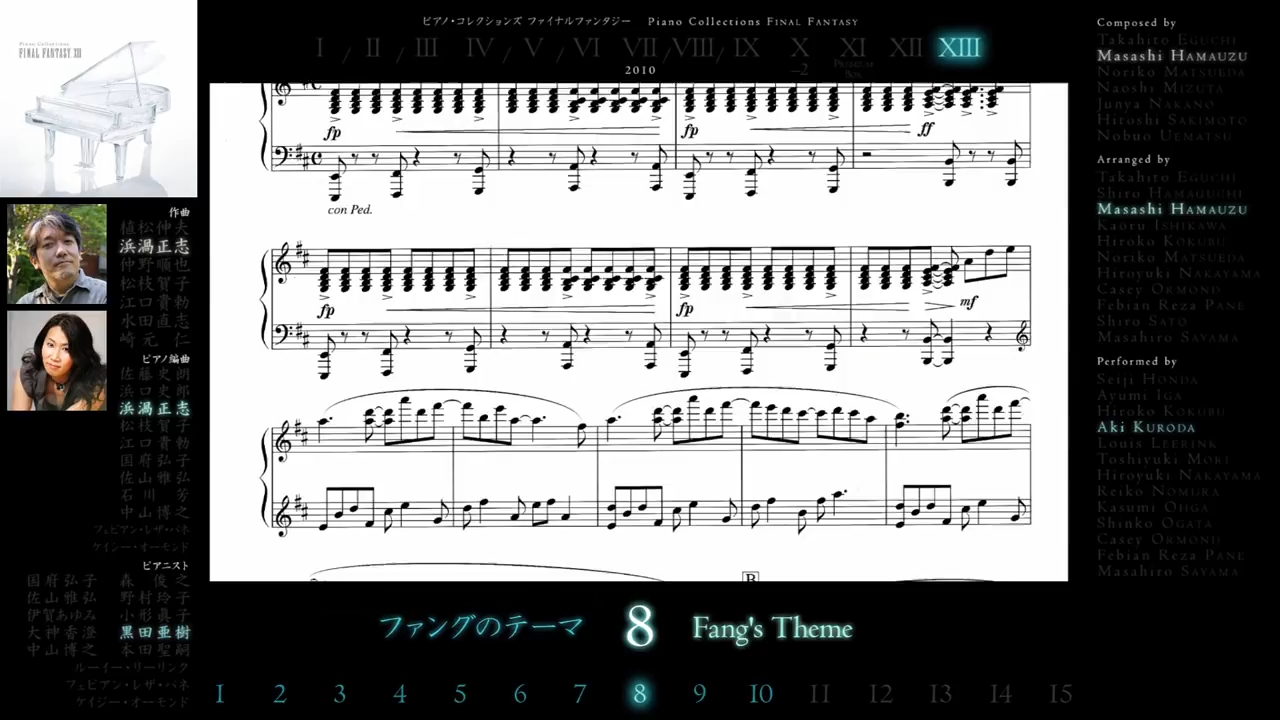 ピアノ・コレクションズ ファイナルファンタジー Piano Collections FINAL FANTASY
I / II / III / IV / V / VI / VII / VIII / IX X XI XII XIII
-2
2010
Piano Collections
FINAL FANTASY XIII
作曲
植松伸夫
浜渦正志
仲野順也
松枝賀子
江口貴勅
水田直志
崎元 仁
ピアノ編曲
佐藤史朗
浜口史郎
浜渦正志
松枝賀子
江口貴勅
国府弘子
佐山雅弘
石川 芳
中山博之
フェビアン・レザ・パネ
ケイシー・オーモンド
ピアニスト
国府弘子 森 俊之
佐山雅弘 野村玲子
伊賀あゆみ 小形真子
大神香澄 黒田亜樹
中山博之 本田聖嗣
ルーイー・リーリンク
フェビアン・レザ・パネ
ケイジー・オーモンド
Composed by
Takahito EGUCHI
Masashi HAMAUZU
Noriko MATSUEDA
Naoshi MIZUTA
Junya NAKANO
Hiroshi SAKIMOTO
Nobuo UEMATSU
Arranged by
Takahito EGUCHI
Shiro HAMAGUCHI
Masashi HAMAUZU
Kaoru ISHIKAWA
Hiroko KOKUBU
Noriko MATSUEDA
Hiroyuki NAKAYAMA
Casey ORMOND
Febian Reza PANE
Shiro SATO
Masahiro SAYAMA
Performed by
Seiji HONDA
Ayumi IGA
Hiroko KOKUBU
Aki KURODA
Louis LEERINK
Toshiyuki MORI
Hiroyuki NAKAYAMA
Reiko NOMURA
Kasumi OHGA
Shinko OGATA
Casey ORMOND
Febian Reza PANE
Masahiro SAYAMA
fp fp ff
con Ped.
fp fp mf
B
ファングのテーマ 8 Fang's Theme
1 2 3 4 5 6 7 8 9 10 11 12 13 14 15